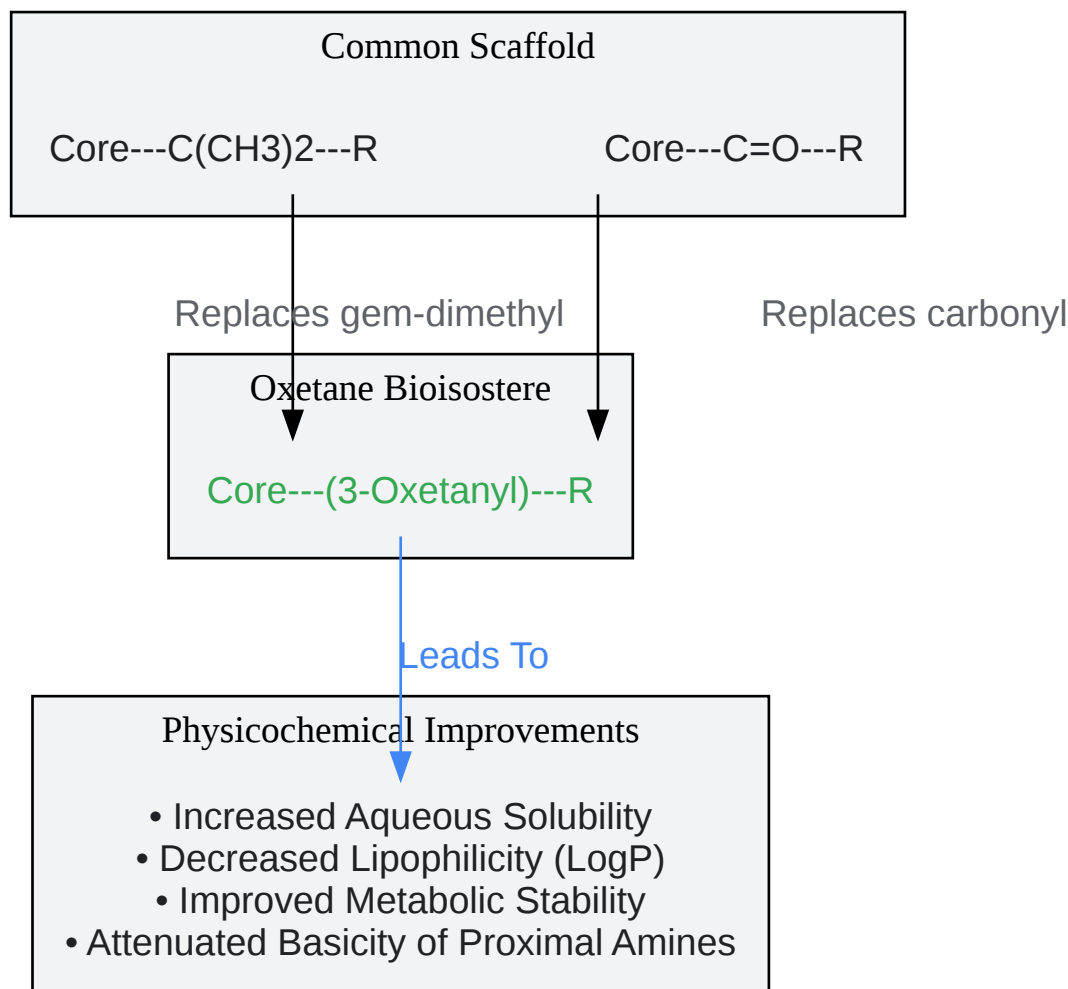 Common Scaffold
Core---C(CH3)2---R
Core---C=O---R
Replaces gem-dimethyl
Replaces carbonyl
Oxetane Bioisostere
Core---(3-Oxetanyl)---R
Leads To
Physicochemical Improvements
• Increased Aqueous Solubility
• Decreased Lipophilicity (LogP)
• Improved Metabolic Stability
• Attenuated Basicity of Proximal Amines